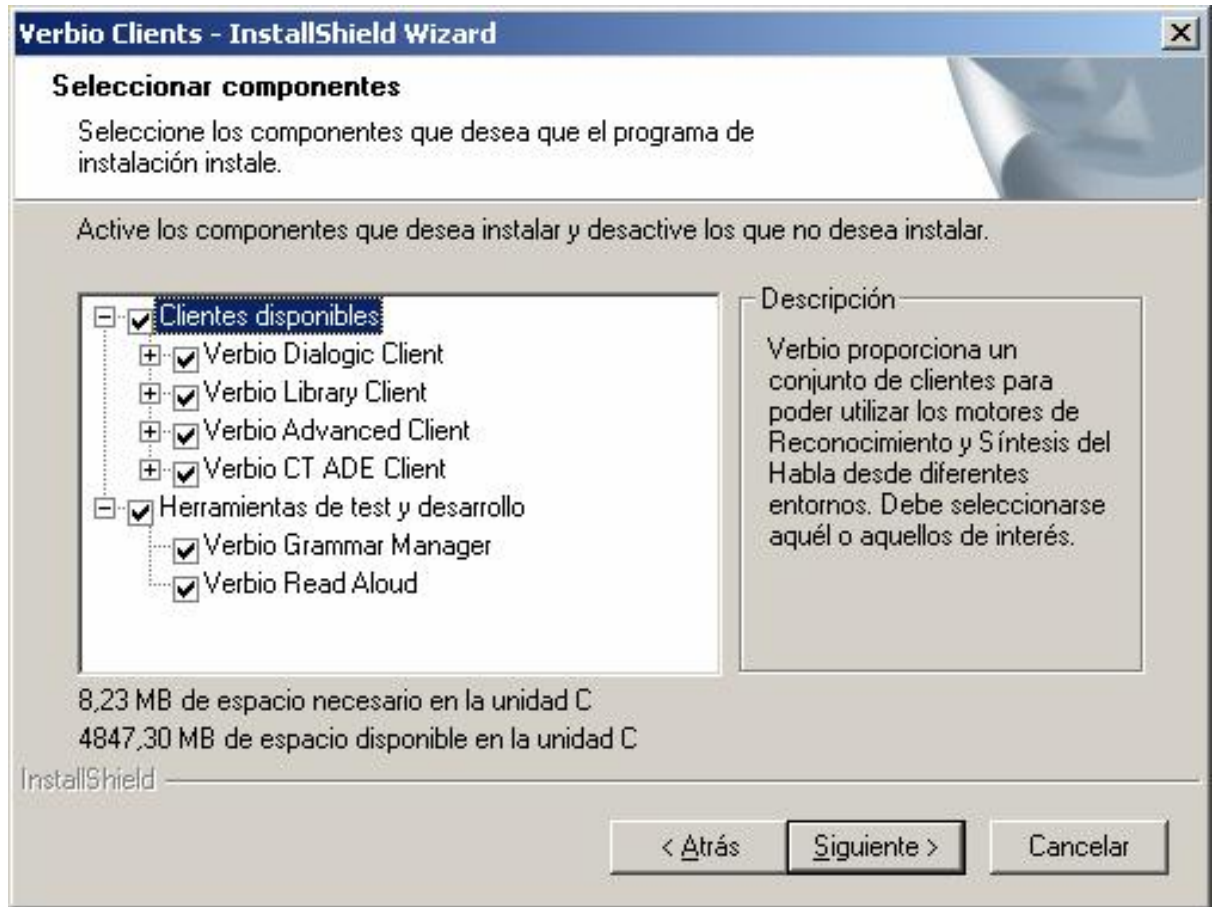 Verbio Clients - InstallShield Wizard
Seleccionar componentes
Seleccione los componentes que desea que el programa de
instalación instale.
Active los componentes que desea instalar y desactive los que no desea instalar.
Clientes disponibles
Verbio Dialogic Client
Verbio Library Client
Verbio Advanced Client
Verbio CT ADE Client
Herramientas de test y desarrollo
Verbio Grammar Manager
Verbio Read Aloud
Descripción
Verbio proporciona un
conjunto de clientes para
poder utilizar los motores de
Reconocimiento y Síntesis del
Habla desde diferentes
entornos. Debe seleccionarse
aquél o aquellos de interés.
8,23 MB de espacio necesario en la unidad C
4847,30 MB de espacio disponible en la unidad C
InstallShield
< Atrás
Siguiente >
Cancelar